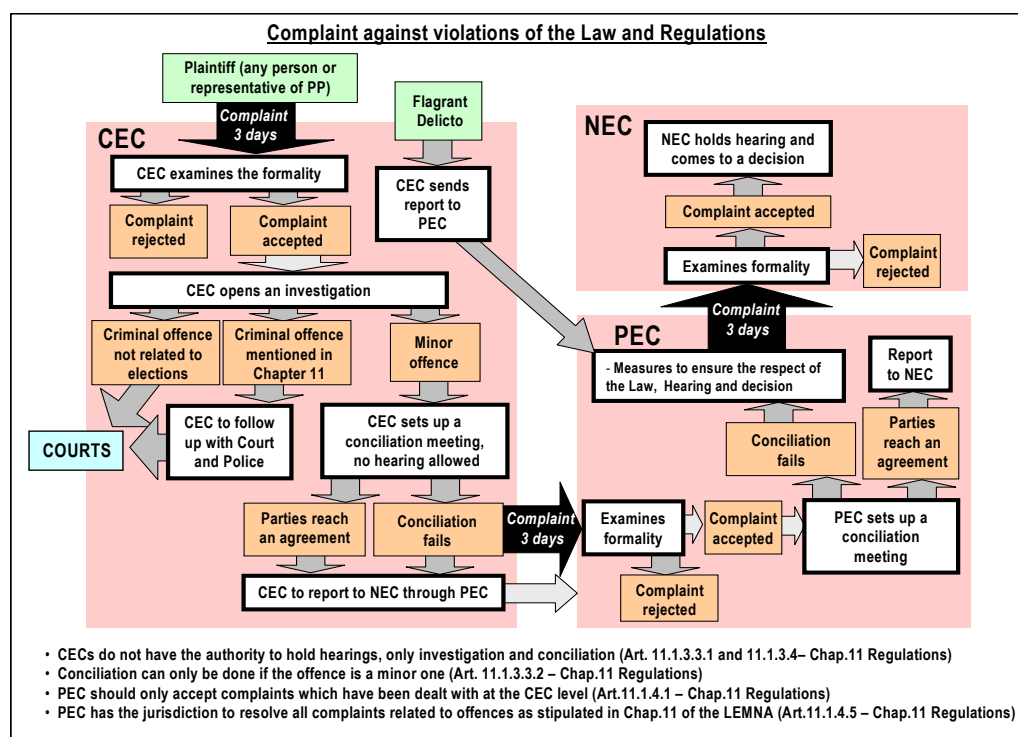 Complaint against violations of the Law and Regulations
Plaintiff (any person or
representative of PP)
Complaint
3 days
CEC
CEC examines the formality
Complaint
rejected
Complaint
accepted
CEC opens an investigation
Criminal offence
not related to
elections
Criminal offence
mentioned in
Chapter 11
Minor
offence
COURTS
CEC to follow
up with Court
and Police
CEC sets up a
conciliation meeting,
no hearing allowed
Parties reach
an agreement
Conciliation
fails
CEC to report to NEC through PEC
Flagrant
Delicto
CEC sends
report to
PEC
Complaint
3 days
PEC
Examines
formality
Complaint
rejected
Complaint
accepted
PEC sets up a
conciliation
meeting
Conciliation
fails
Parties
reach an
agreement
Report
to NEC
- Measures to ensure the respect of
the Law, Hearing and decision
Complaint
3 days
NEC
Examines formality
Complaint
rejected
Complaint accepted
NEC holds hearing and
comes to a decision
• CECs do not have the authority to hold hearings, only investigation and conciliation (Art. 11.1.3.3.1 and 11.1.3.4– Chap.11 Regulations)
• Conciliation can only be done if the offence is a minor one (Art. 11.1.3.3.2 – Chap.11 Regulations)
• PEC should only accept complaints which have been dealt with at the CEC level (Art.11.1.4.1 – Chap.11 Regulations)
• PEC has the jurisdiction to resolve all complaints related to offences as stipulated in Chap.11 of the LEMNA (Art.11.1.4.5 – Chap.11 Regulations)